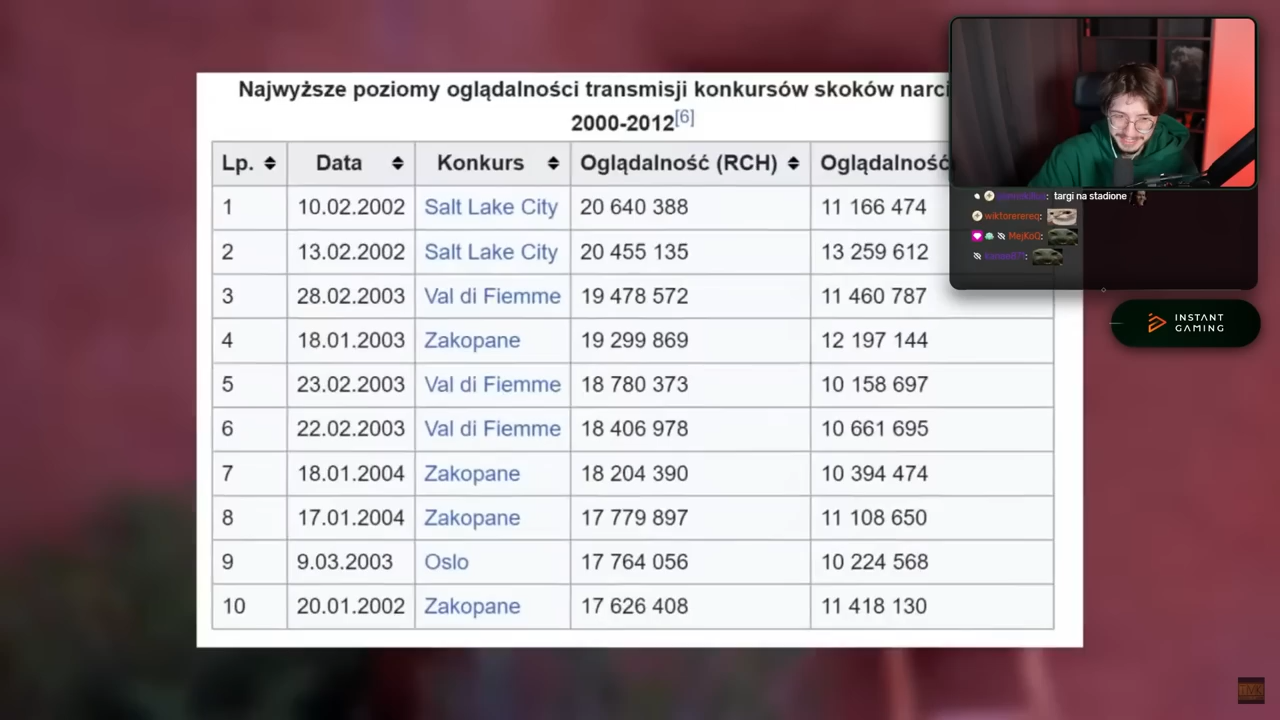 Najwyższe poziomy oglądalności transmisji konkursów skoków narci
2000-2012[6]
Lp. Data Konkurs Oglądalność (RCH) Oglądalność
1 10.02.2002 Salt Lake City 20 640 388 11 166 474
2 13.02.2002 Salt Lake City 20 455 135 13 259 612
3 28.02.2003 Val di Fiemme 19 478 572 11 460 787
4 18.01.2003 Zakopane 19 299 869 12 197 144
5 23.02.2003 Val di Fiemme 18 780 373 10 158 697
6 22.02.2003 Val di Fiemme 18 406 978 10 661 695
7 18.01.2004 Zakopane 18 204 390 10 394 474
8 17.01.2004 Zakopane 17 779 897 11 108 650
9 9.03.2003 Oslo 17 764 056 10 224 568
10 20.01.2002 Zakopane 17 626 408 11 418 130
: targi na stadione
wiktorerereq:
MejKoQ:
INSTANT
GAMING